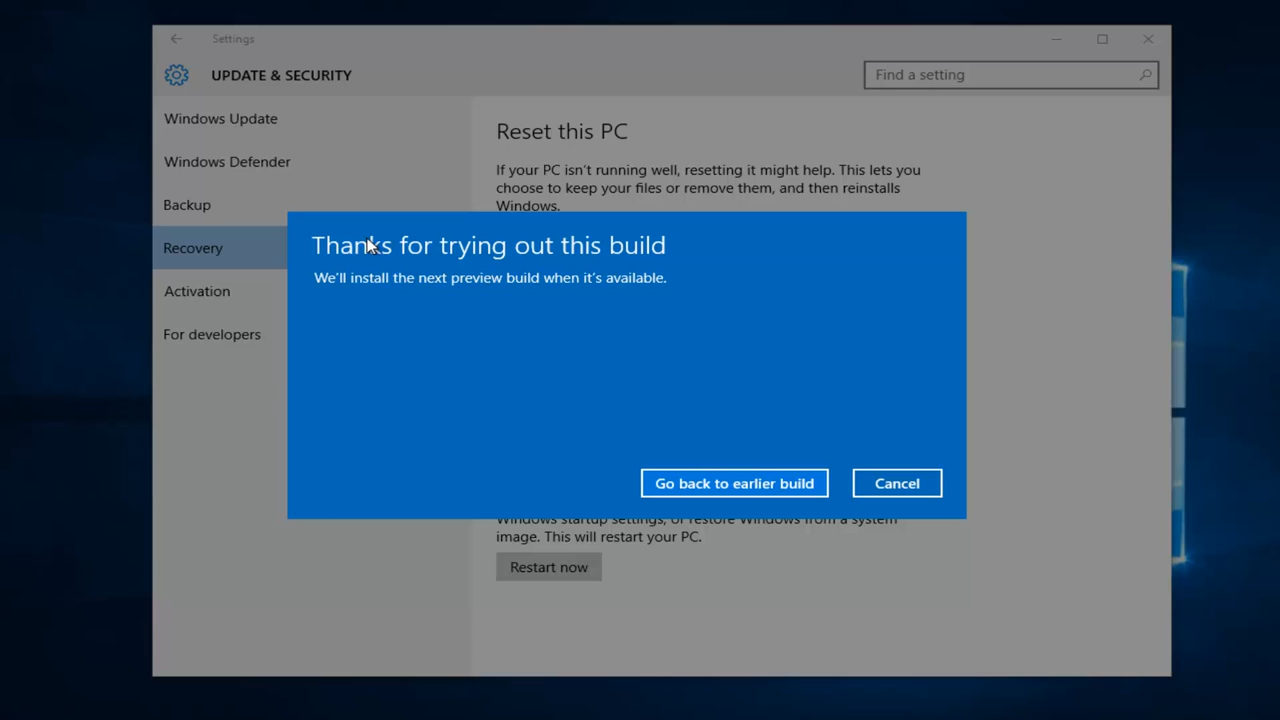 Settings
UPDATE & SECURITY
Find a setting
Windows Update
Windows Defender
Backup
Recovery
Activation
For developers
Reset this PC
If your PC isn't running well, resetting it might help. This lets you
choose to keep your files or remove them, and then reinstalls
Windows.
Thanks for trying out this build
We'll install the next preview build when it's available.
Go back to earlier build
Cancel
Windows startup settings, or restore Windows from a system
image. This will restart your PC.
Restart now